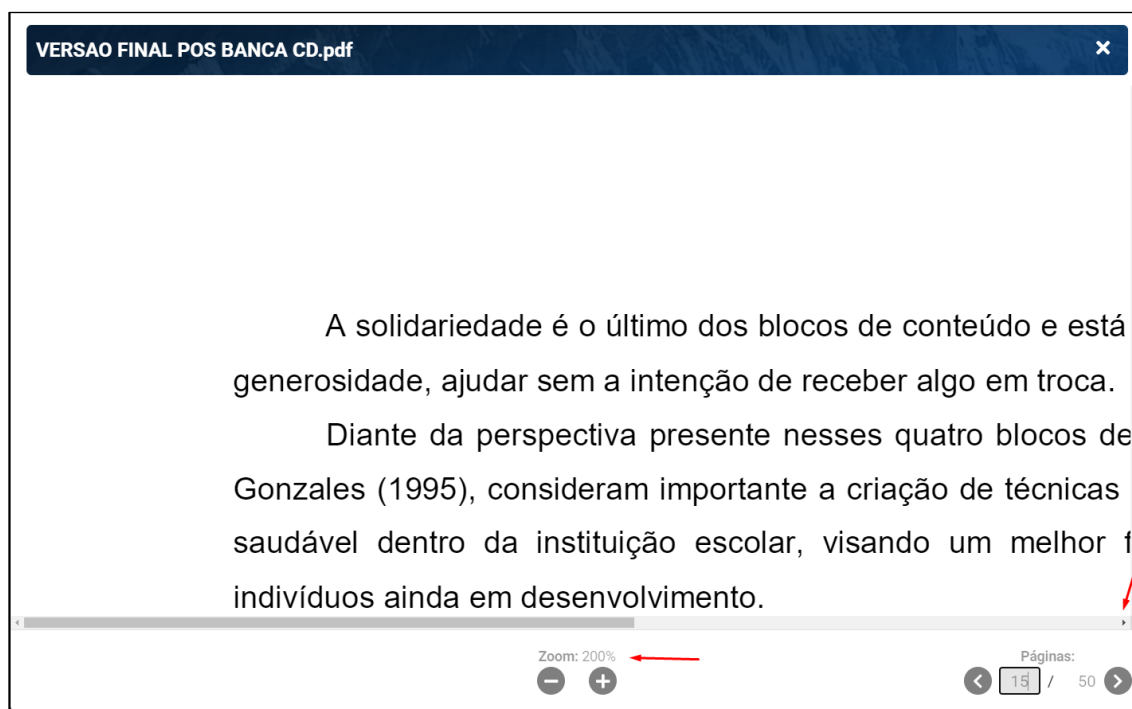 VERSAO FINAL POS BANCA CD.pdf
A solidariedade é o último dos blocos de conteúdo e está
generosidade, ajudar sem a intenção de receber algo em troca.
Diante da perspectiva presente nesses quatro blocos de
Gonzales (1995), consideram importante a criação de técnicas
saudável dentro da instituição escolar, visando um melhor
indivíduos ainda em desenvolvimento.
Zoom: 200%
Páginas:
15 / 50